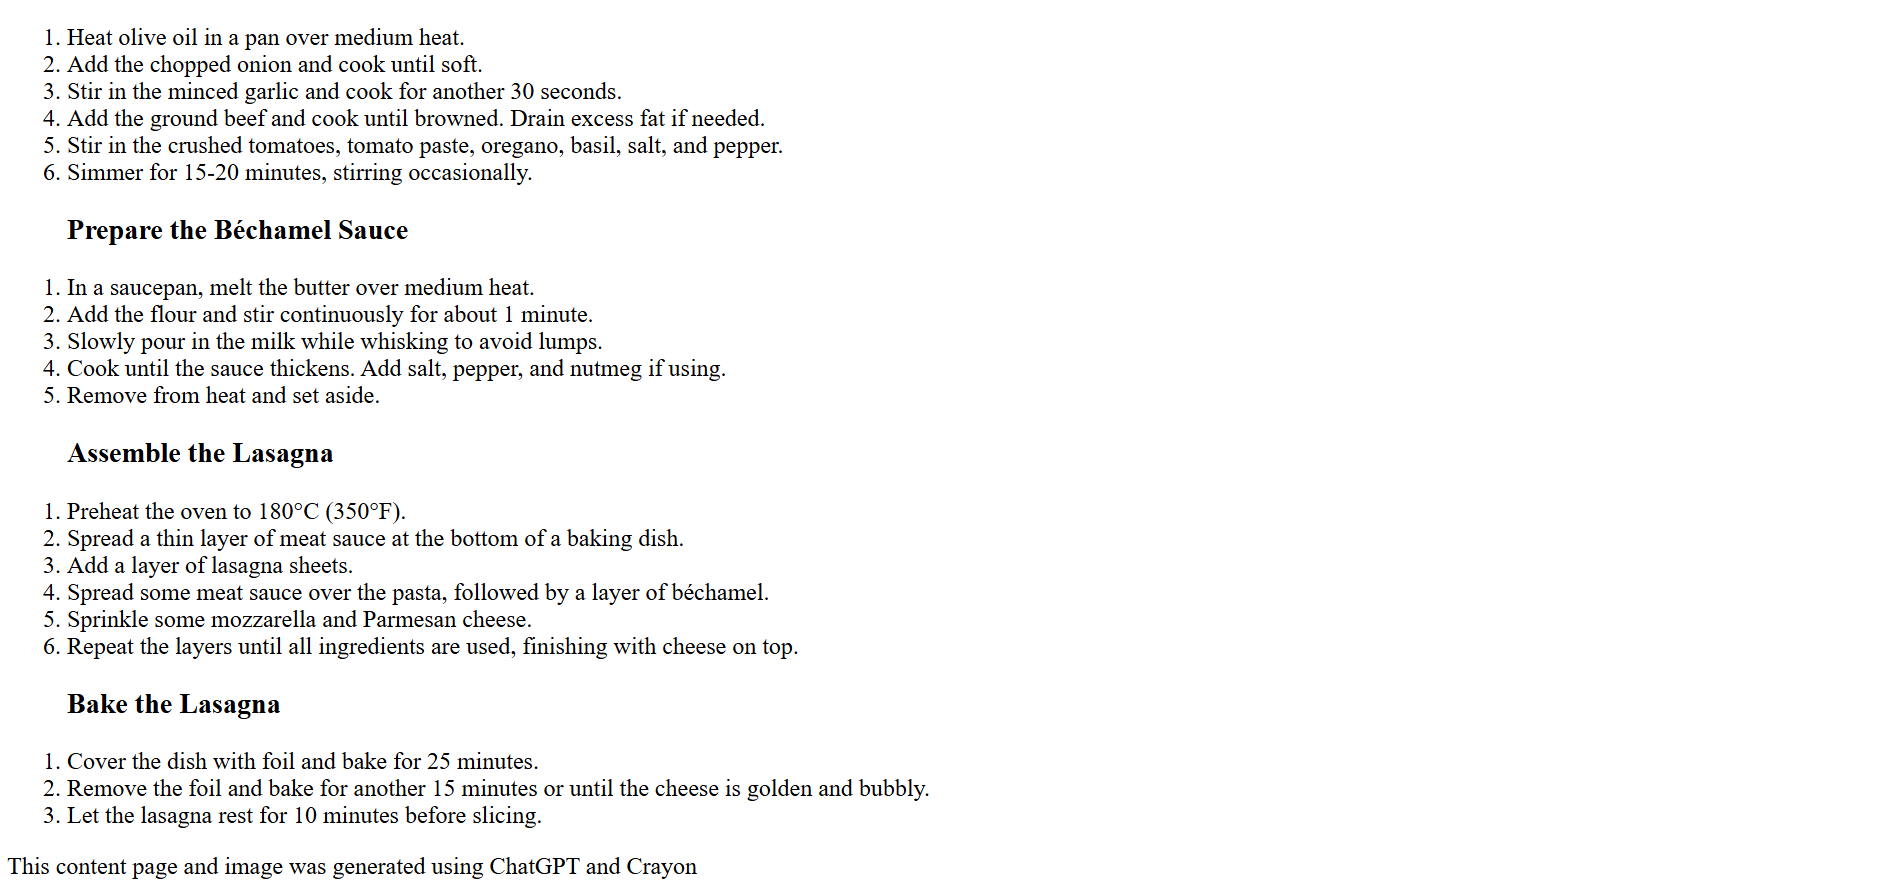 1. Heat olive oil in a pan over medium heat.
2. Add the chopped onion and cook until soft.
3. Stir in the minced garlic and cook for another 30 seconds.
4. Add the ground beef and cook until browned. Drain excess fat if needed.
5. Stir in the crushed tomatoes, tomato paste, oregano, basil, salt, and pepper.
6. Simmer for 15-20 minutes, stirring occasionally.
Prepare the Béchamel Sauce
1. In a saucepan, melt the butter over medium heat.
2. Add the flour and stir continuously for about 1 minute.
3. Slowly pour in the milk while whisking to avoid lumps.
4. Cook until the sauce thickens. Add salt, pepper, and nutmeg if using.
5. Remove from heat and set aside.
Assemble the Lasagna
1. Preheat the oven to 180°C (350°F).
2. Spread a thin layer of meat sauce at the bottom of a baking dish.
3. Add a layer of lasagna sheets.
4. Spread some meat sauce over the pasta, followed by a layer of béchamel.
5. Sprinkle some mozzarella and Parmesan cheese.
6. Repeat the layers until all ingredients are used, finishing with cheese on top.
Bake the Lasagna
1. Cover the dish with foil and bake for 25 minutes.
2. Remove the foil and bake for another 15 minutes or until the cheese is golden and bubbly.
3. Let the lasagna rest for 10 minutes before slicing.
This content page and image was generated using ChatGPT and Crayon